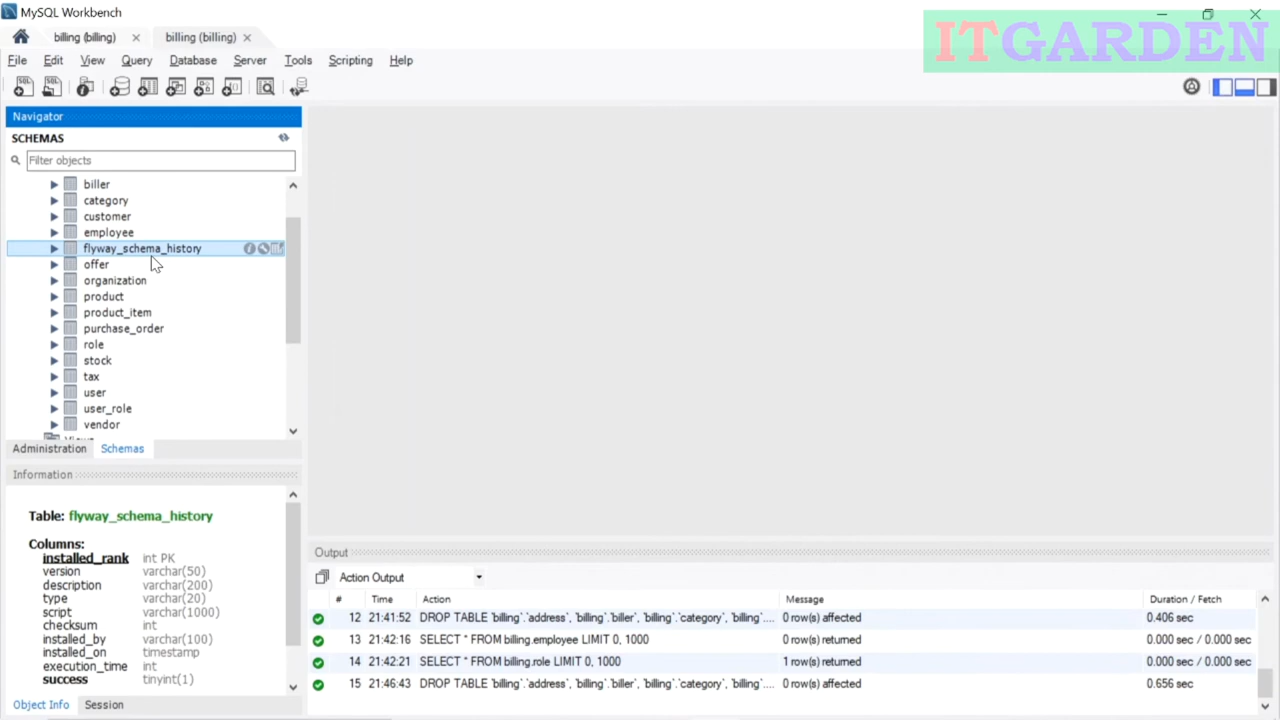 MySQL Workbench
ITGARDEN
billing (billing)
billing (billing)
File Edit View Query Database Server Tools Scripting Help
Navigator
SCHEMAS
Filter objects
biller
category
customer
employee
flyway_schema_history
offer
organization
product
product_item
purchase_order
role
stock
tax
user
user_role
vendor
Administration Schemas
Information
Table: flyway_schema_history
Columns:
installed_rank int PK
version varchar(50)
description varchar(200)
type varchar(20)
script varchar(1000)
checksum int
installed_by varchar(100)
installed_on timestamp
execution_time int
success tinyint(1)
Object Info Session
Output
Action Output
# Time Action Message Duration / Fetch
12 21:41:52 DROP TABLE `billing`.`address`, `billing`.`biller`, `billing`.`category`, `billing`.... 0 row(s) affected 0.406 sec
13 21:42:16 SELECT * FROM billing.employee LIMIT 0, 1000 0 row(s) returned 0.000 sec / 0.000 sec
14 21:42:21 SELECT * FROM billing.role LIMIT 0, 1000 1 row(s) returned 0.000 sec / 0.000 sec
15 21:46:43 DROP TABLE `billing`.`address`, `billing`.`biller`, `billing`.`category`, `billing`.... 0 row(s) affected 0.656 sec